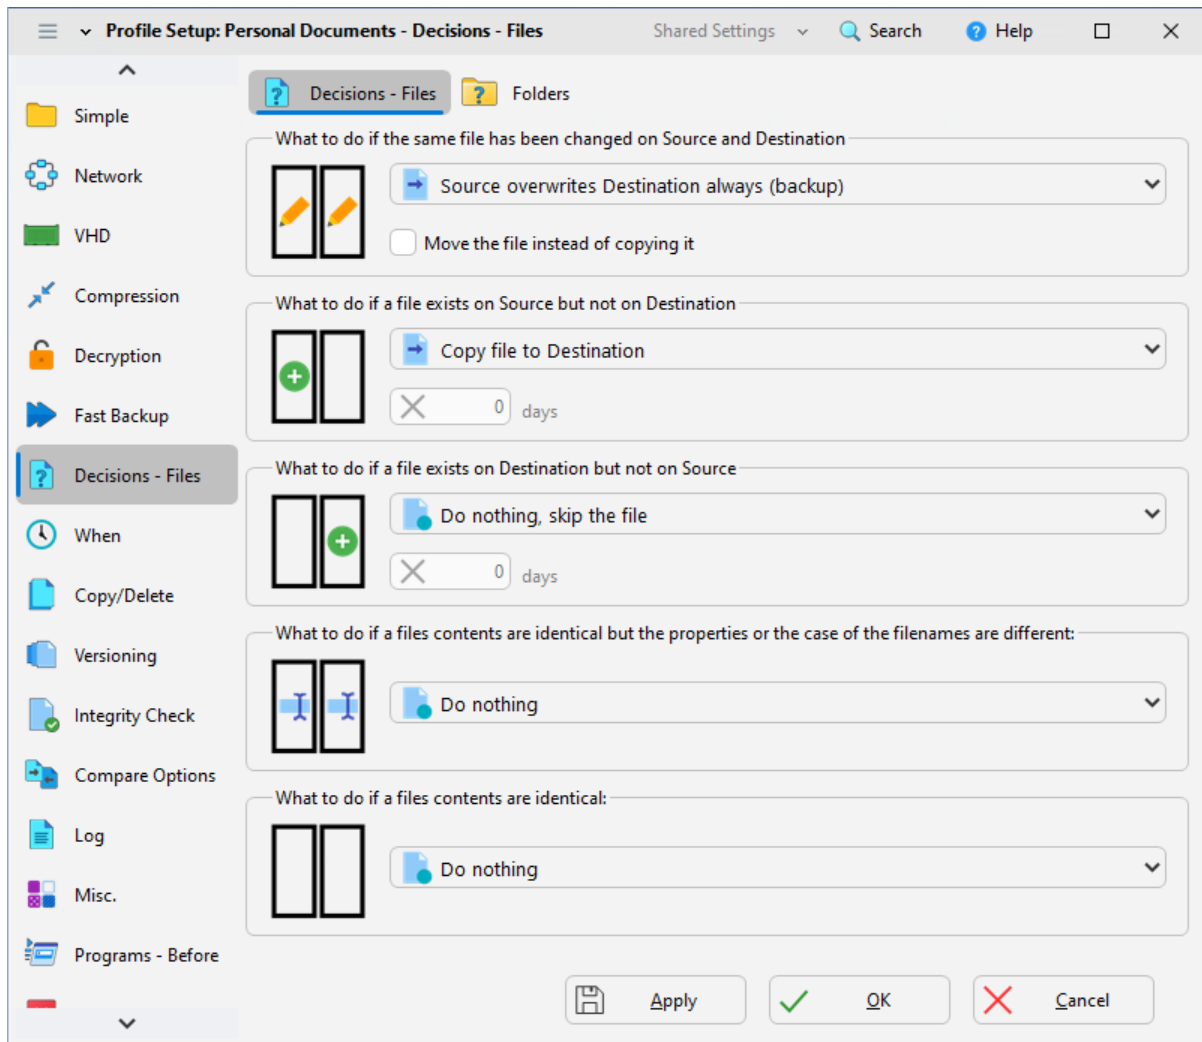 Profile Setup: Personal Documents - Decisions - Files
Shared Settings
Search
Help
Simple
Network
VHD
Compression
Decryption
Fast Backup
Decisions - Files
When
Copy/Delete
Versioning
Integrity Check
Compare Options
Log
Misc.
Programs - Before
Decisions - Files
Folders
What to do if the same file has been changed on Source and Destination
Source overwrites Destination always (backup)
Move the file instead of copying it
What to do if a file exists on Source but not on Destination
Copy file to Destination
0 days
What to do if a file exists on Destination but not on Source
Do nothing, skip the file
0 days
What to do if a files contents are identical but the properties or the case of the filenames are different:
Do nothing
What to do if a files contents are identical:
Do nothing
Apply
OK
Cancel